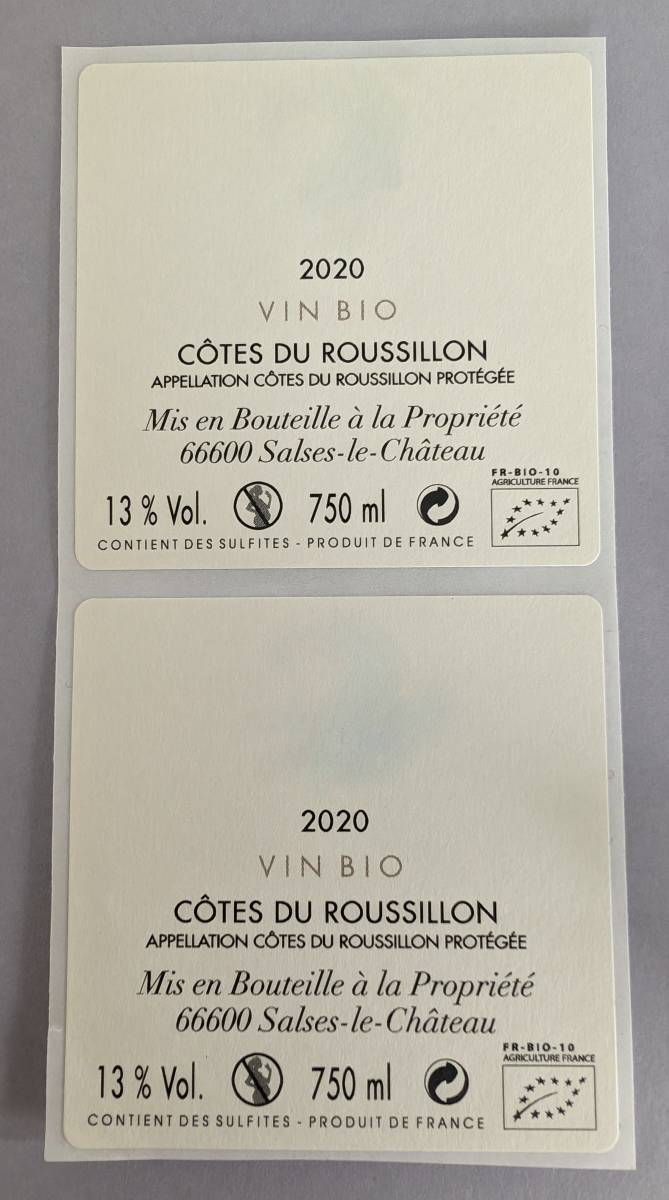 2020
VIN BIO
CÔTES DU ROUSSILLON
APPELLATION CÔTES DU ROUSSILLON PROTÉGÉE
Mis en Bouteille à la Propriété
66600 Salses-le-Château
FR-BIO-10
AGRICULTURE FRANCE
13 % Vol. 750 ml
CONTIENT DES SULFITES - PRODUIT DE FRANCE
2020
VIN BIO
CÔTES DU ROUSSILLON
APPELLATION CÔTES DU ROUSSILLON PROTÉGÉE
Mis en Bouteille à la Propriété
66600 Salses-le-Château
FR-BIO-10
AGRICULTURE FRANCE
13 % Vol. 750 ml
CONTIENT DES SULFITES - PRODUIT DE FRANCE